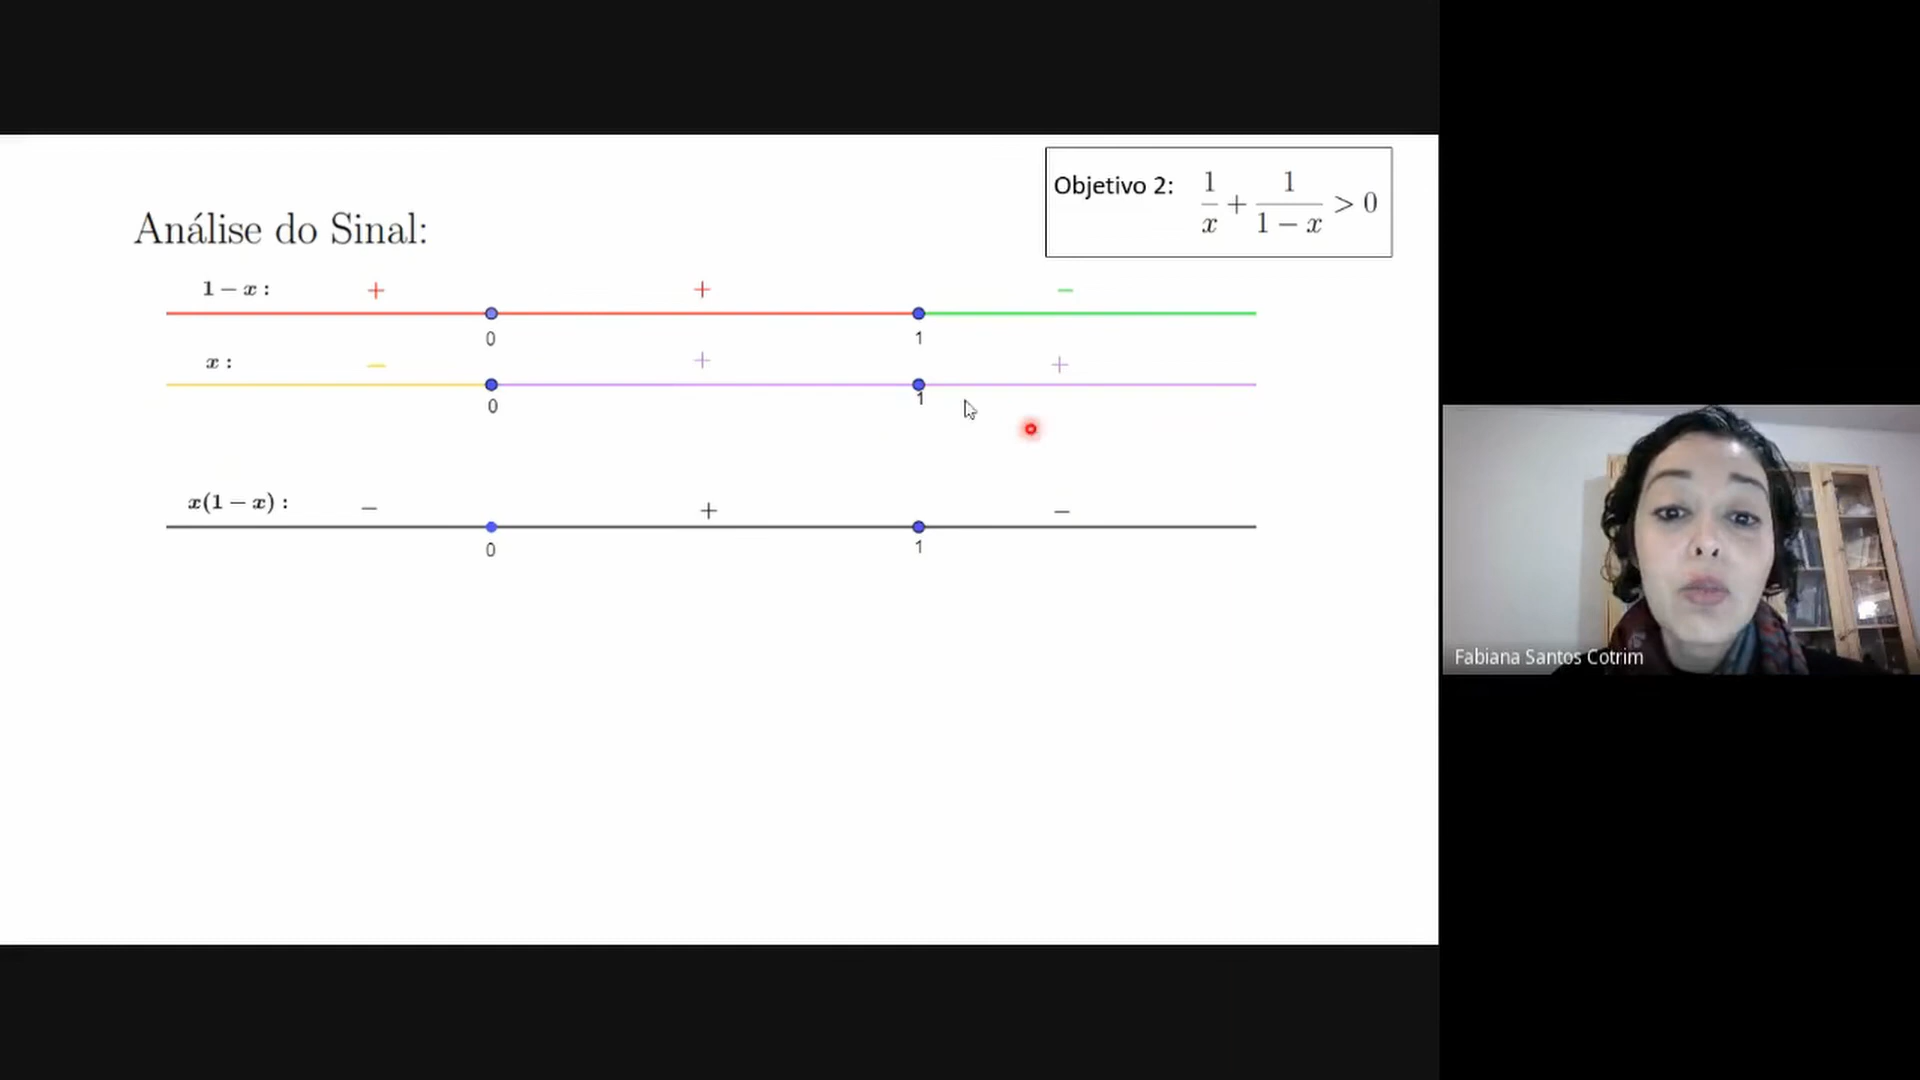 Objetivo 2: 1/x + 1/(1 − x) > 0
Análise do Sinal:
1 − x : + + −
0 1
x : − + +
0 1
x(1 − x) : − + −
0 1
Fabiana Santos Cotrim